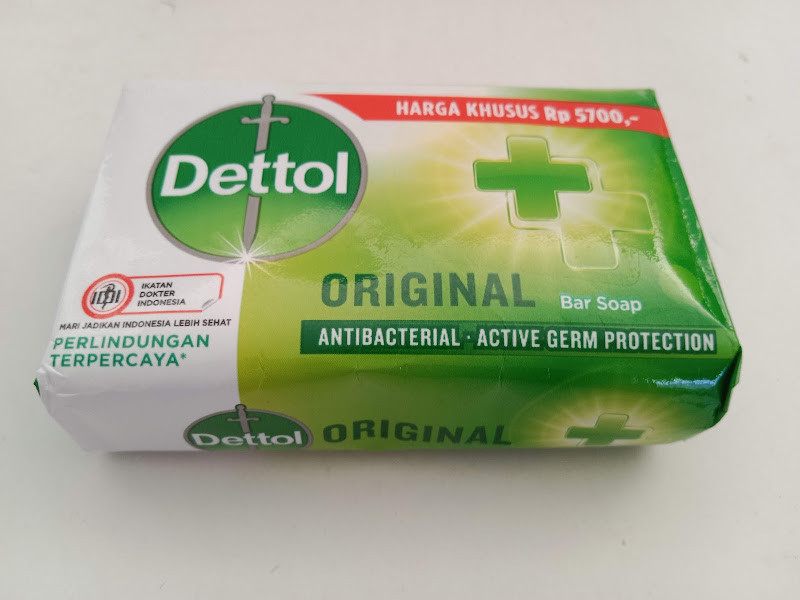 HARGA KHUSUS Rp 5700,-
Dettol
ORIGINAL
Bar Soap
ANTIBACTERIAL · ACTIVE GERM PROTECTION
IDI
IKATAN
DOKTER
INDONESIA
MARI JADIKAN INDONESIA LEBIH SEHAT
PERLINDUNGAN
TERPERCAYA*
Dettol
ORIGINAL